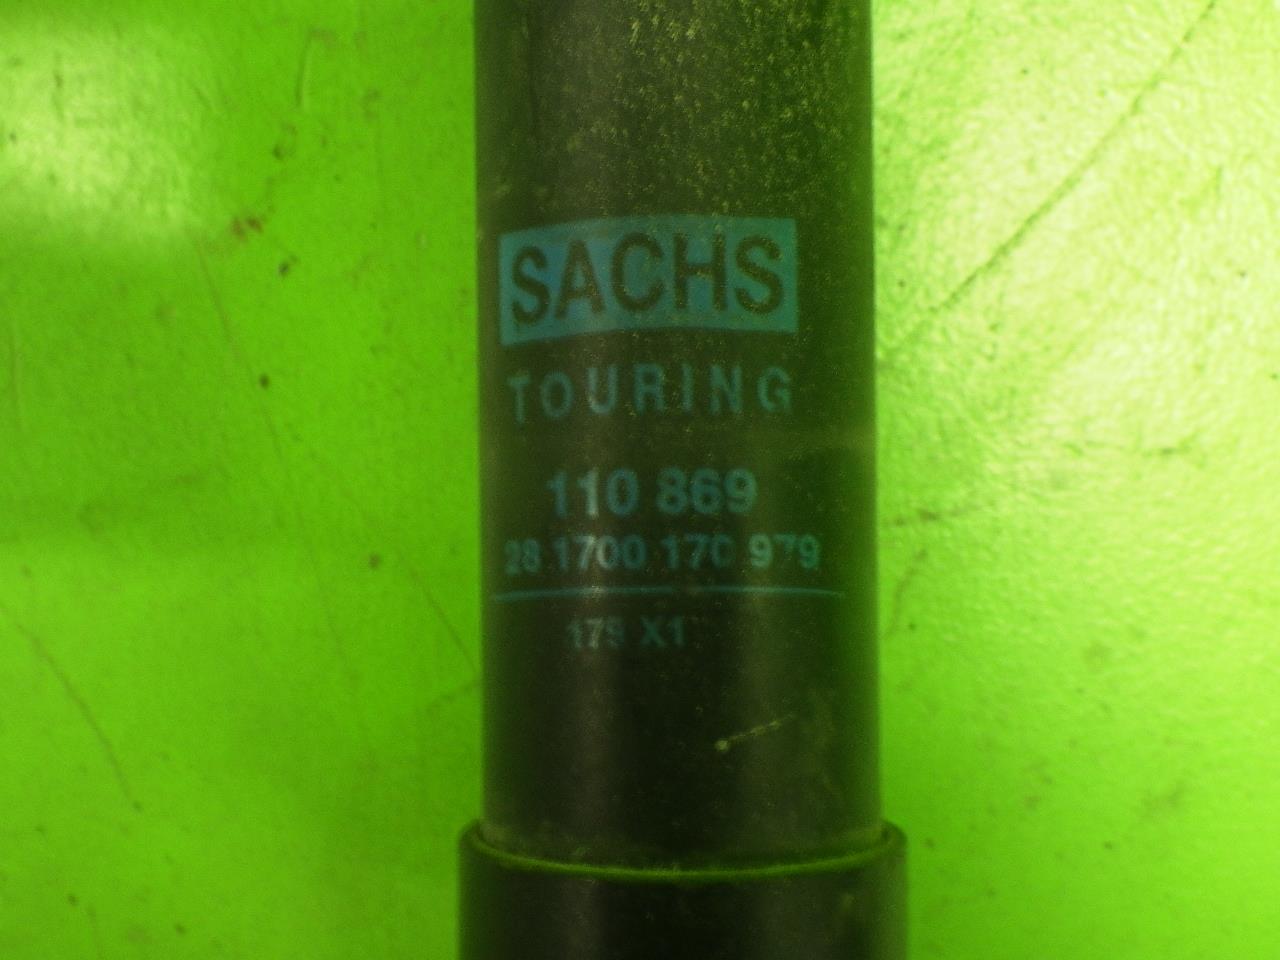 SACHS
TOURING
110 869
28 1700 170 979
179 X1